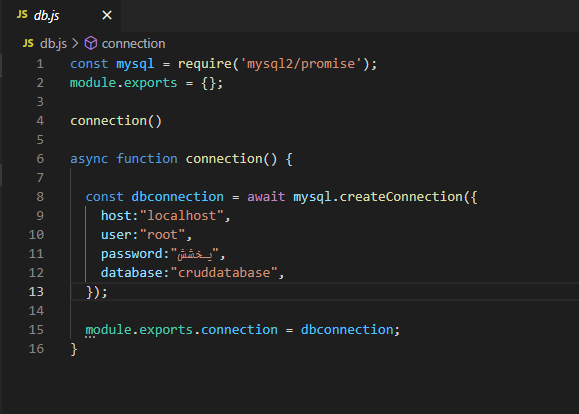 JS db.js ×
JS db.js > connection
1 const mysql = require('mysql2/promise');
2 module.exports = {};
3
4 connection()
5
6 async function connection() {
7
8 const dbconnection = await mysql.createConnection({
9 host:"localhost",
10 user:"root",
11 password:"یخشش",
12 database:"cruddatabase",
13 });
14
15 module.exports.connection = dbconnection;
16 }